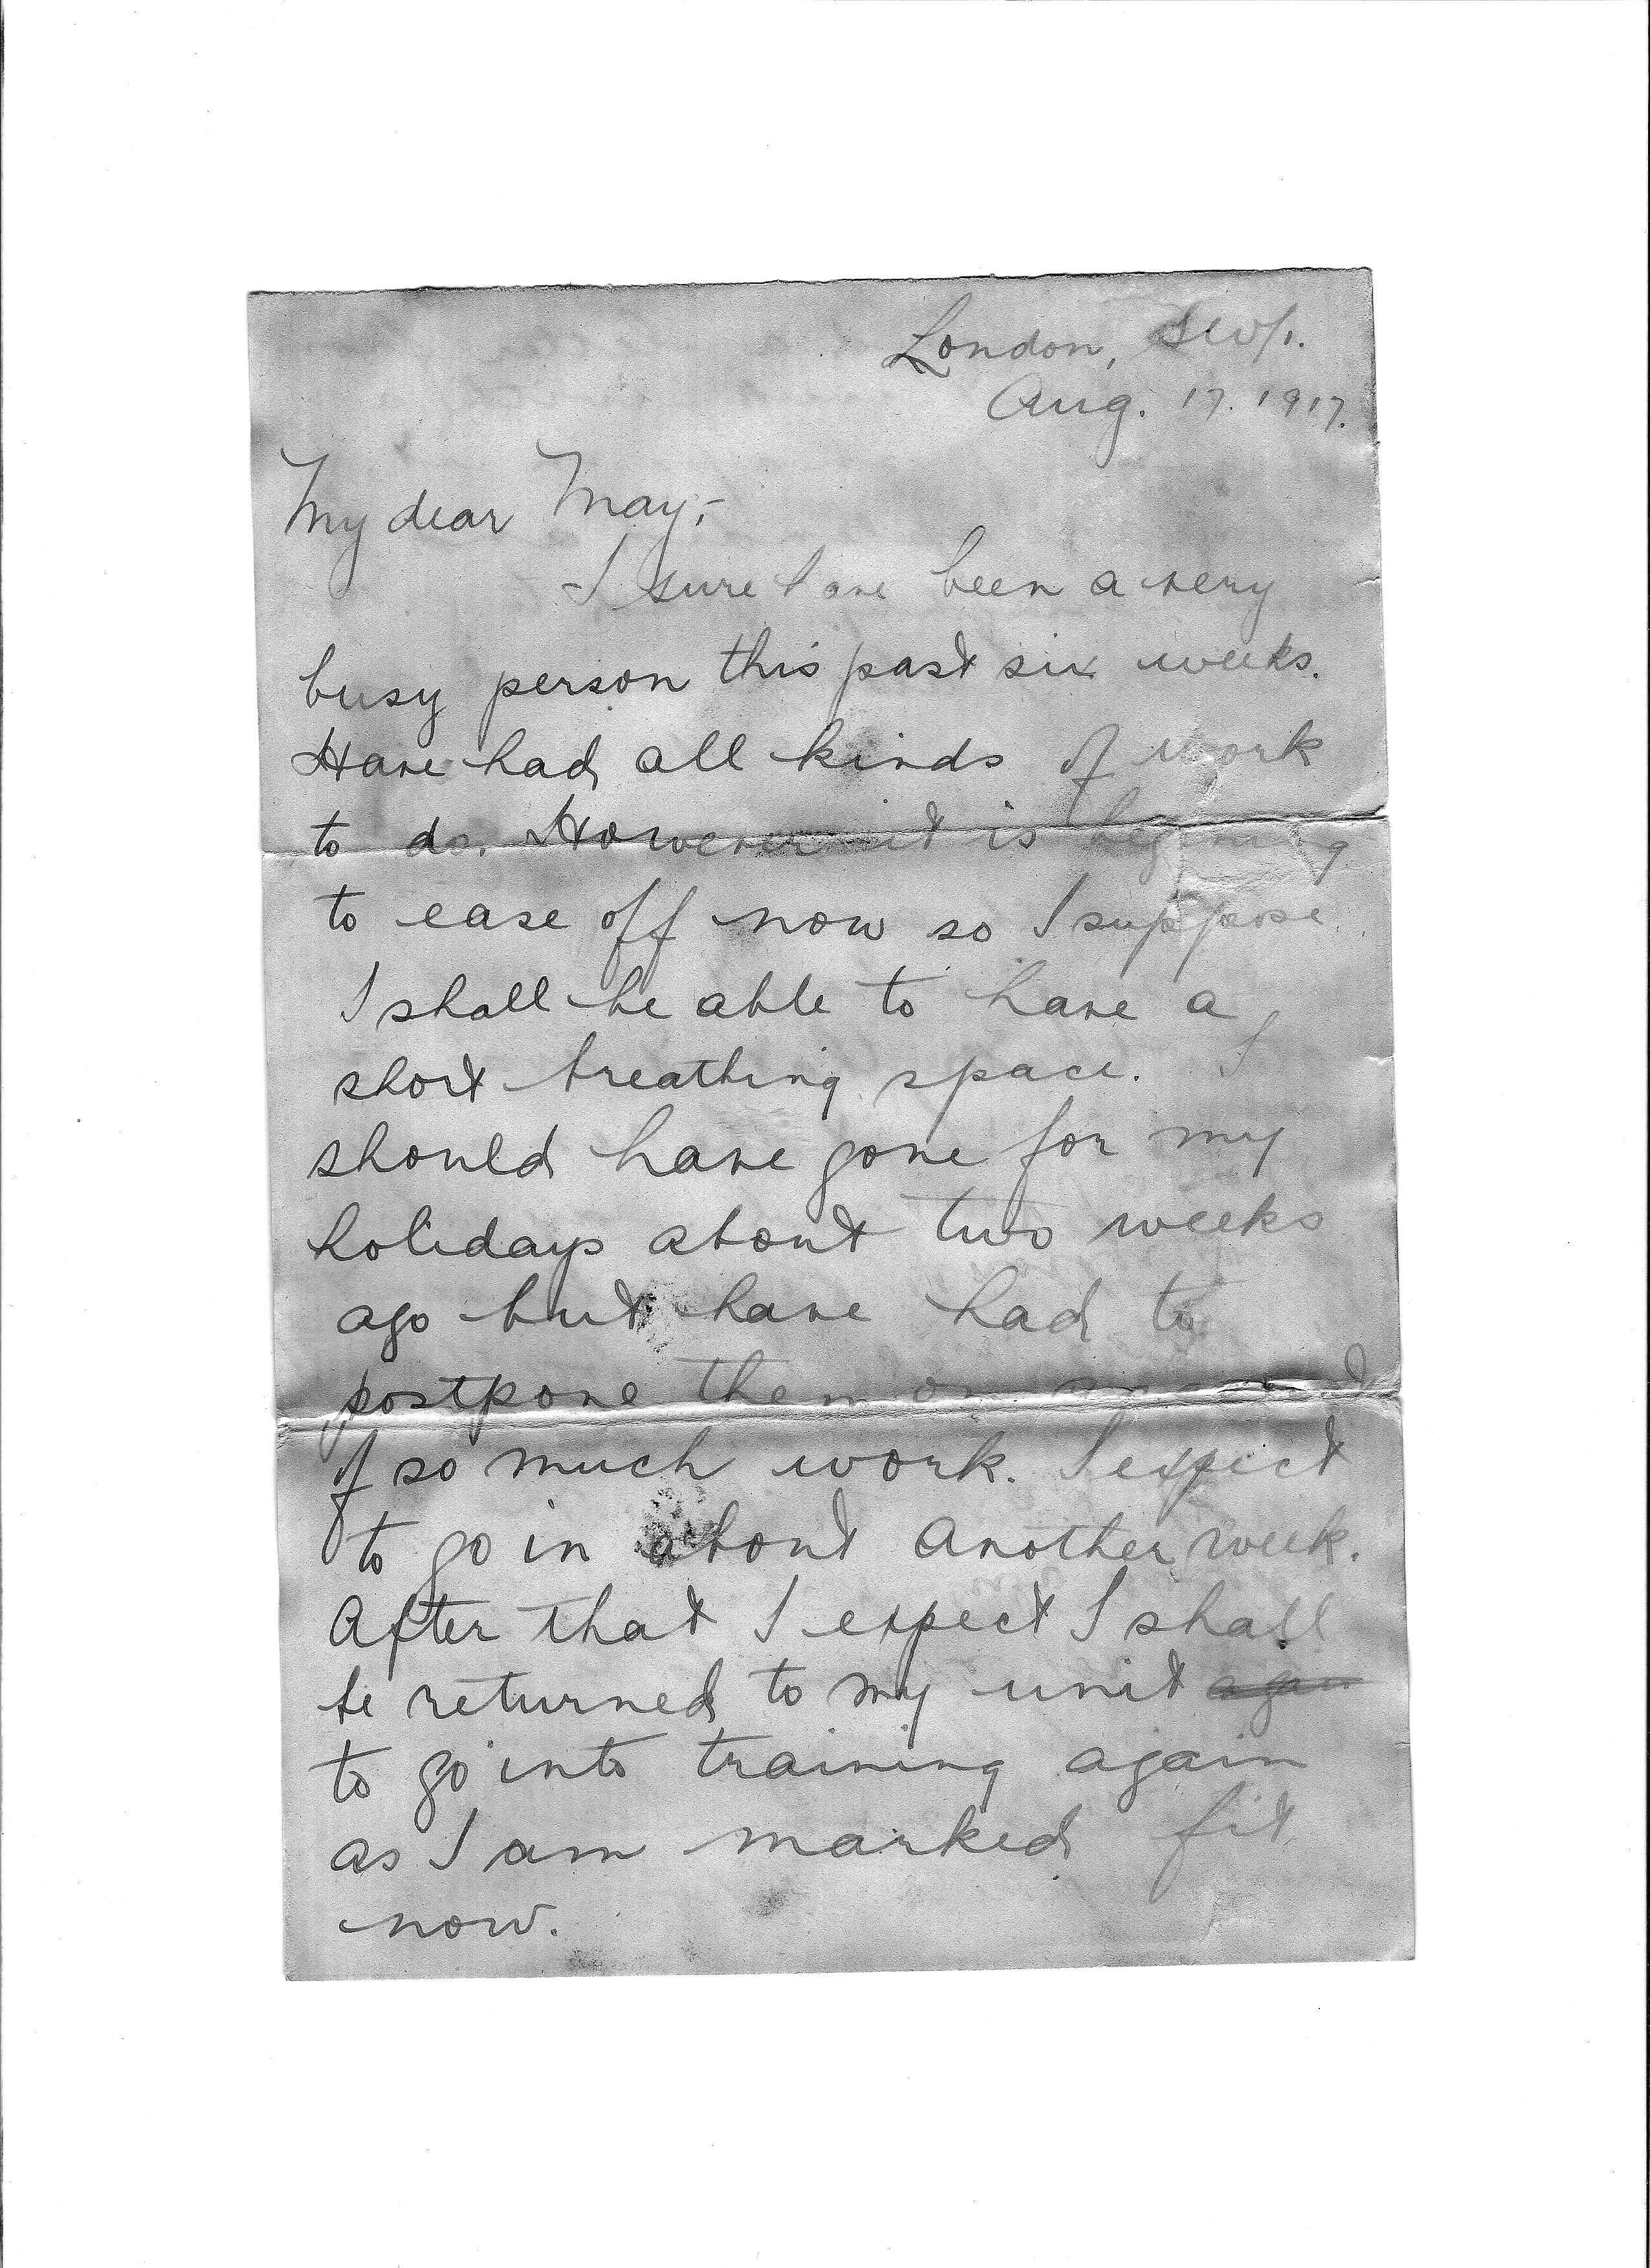 London, SW1.
Aug. 17. 1917.
My dear May;-
I sure have been a very
busy person this past six weeks.
Have had all kinds of work
to do. However it is begining
to ease off now so I suppose
I shall be able to have a
short breathing space. I
should have gone for my
holidays about two weeks
ago but have had to
postpone them on account
of so much work. I expect
to go in about another week.
After that I expect I shall
be returned to my unit again
to go into training again
as I am marked fit
now.